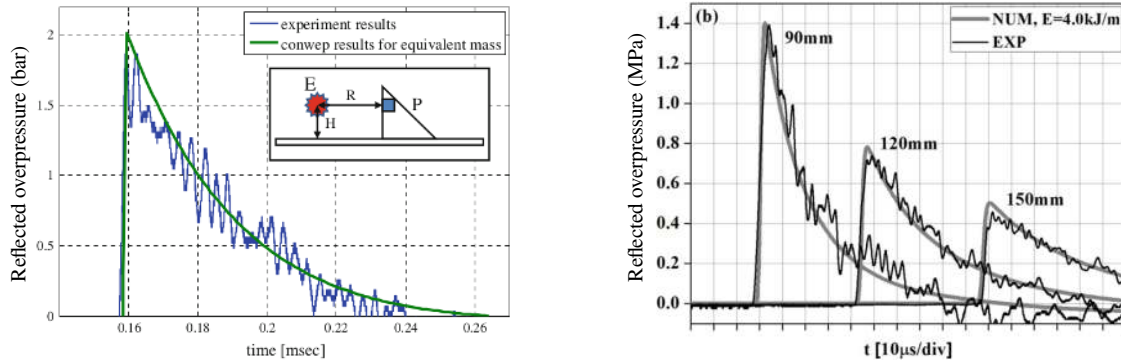 Reflected overpressure (bar)
2
1.5
1
0.5
0
0.16
0.18
0.2
0.22
0.240
0.26
time [msec]
experiment results
conwep results for equivalent mass
E
R
P
H
Reflected overpressure (MPa)
1.4
1.2
1.0
0.8
0.6
0.4
0.2
0.0
(b)
NUM, E=4.0kJ/m
EXP
90mm
120mm
150mm
t [10μs/div]